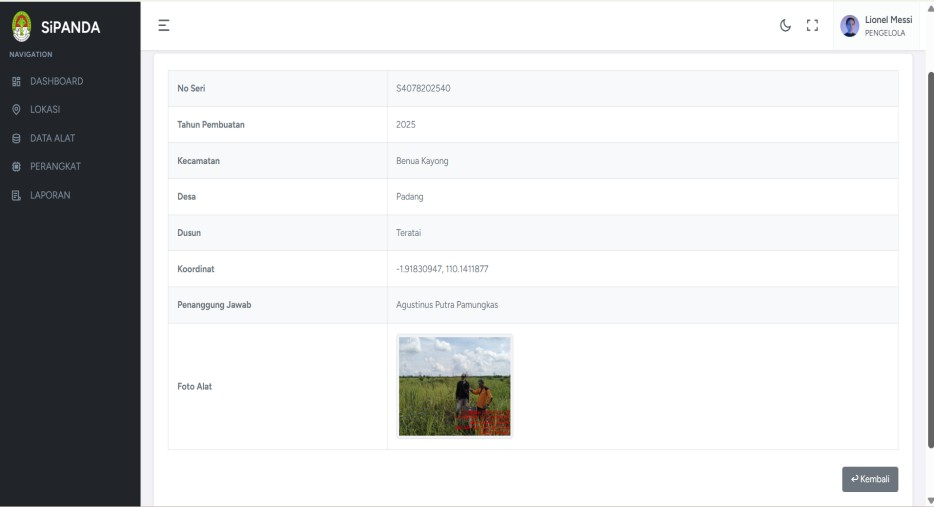 SiPANDA
Lionel Messi
PENGELOLA
NAVIGATION
DASHBOARD
LOKASI
DATA ALAT
PERANGKAT
LAPORAN
No Seri S4078202540
Tahun Pembuatan 2025
Kecamatan Benua Kayong
Desa Padang
Dusun Teratai
Koordinat -1.91830947, 110.1411877
Penanggung Jawab Agustinus Putra Pamungkas
Foto Alat
Kembali